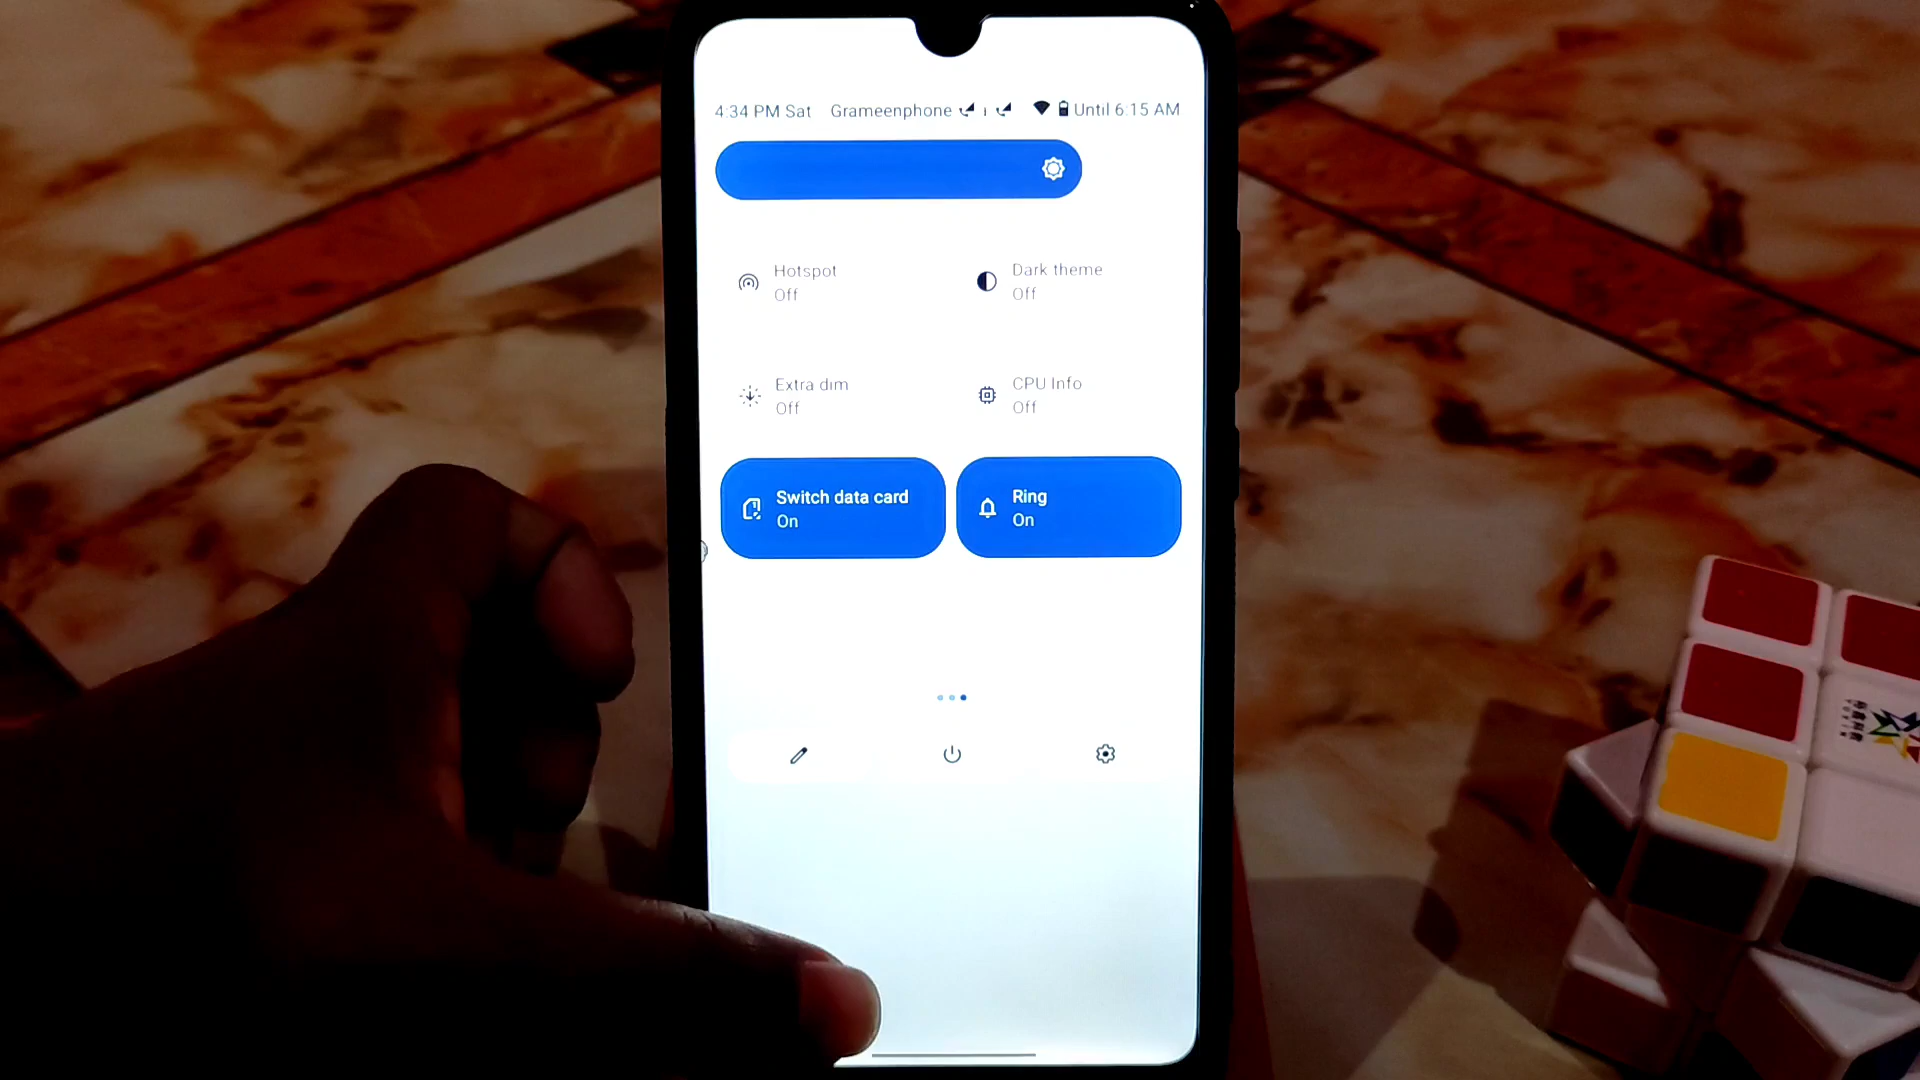 4:34 PM Sat Grameenphone Until 6:15 AM
Hotspot
Off
Dark theme
Off
Extra dim
Off
CPU Info
Off
Switch data card
On
Ring
On